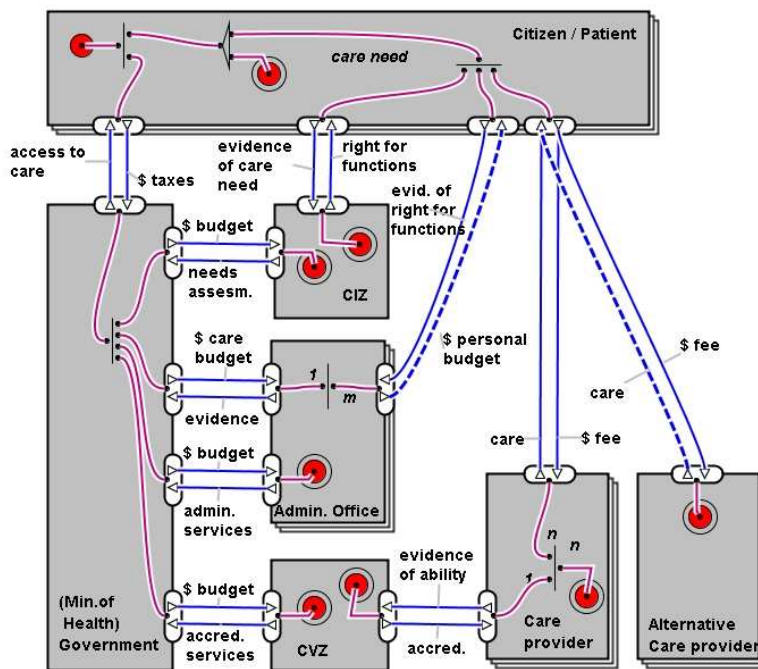 Citizen / Patient
care need
access to
care
$ taxes
evidence
of care
need
right for
functions
evid. of
right for
functions
$ budget
needs
assesm.
CIZ
$ care
budget
evidence
1
m
$ personal
budget
$ fee
care
$ budget
admin.
services
Admin. Office
care
$ fee
(Min.of
Health)
Government
$ budget
accred.
services
CVZ
evidence
of ability
accred.
n
n
1
Care
provider
Alternative
Care provider